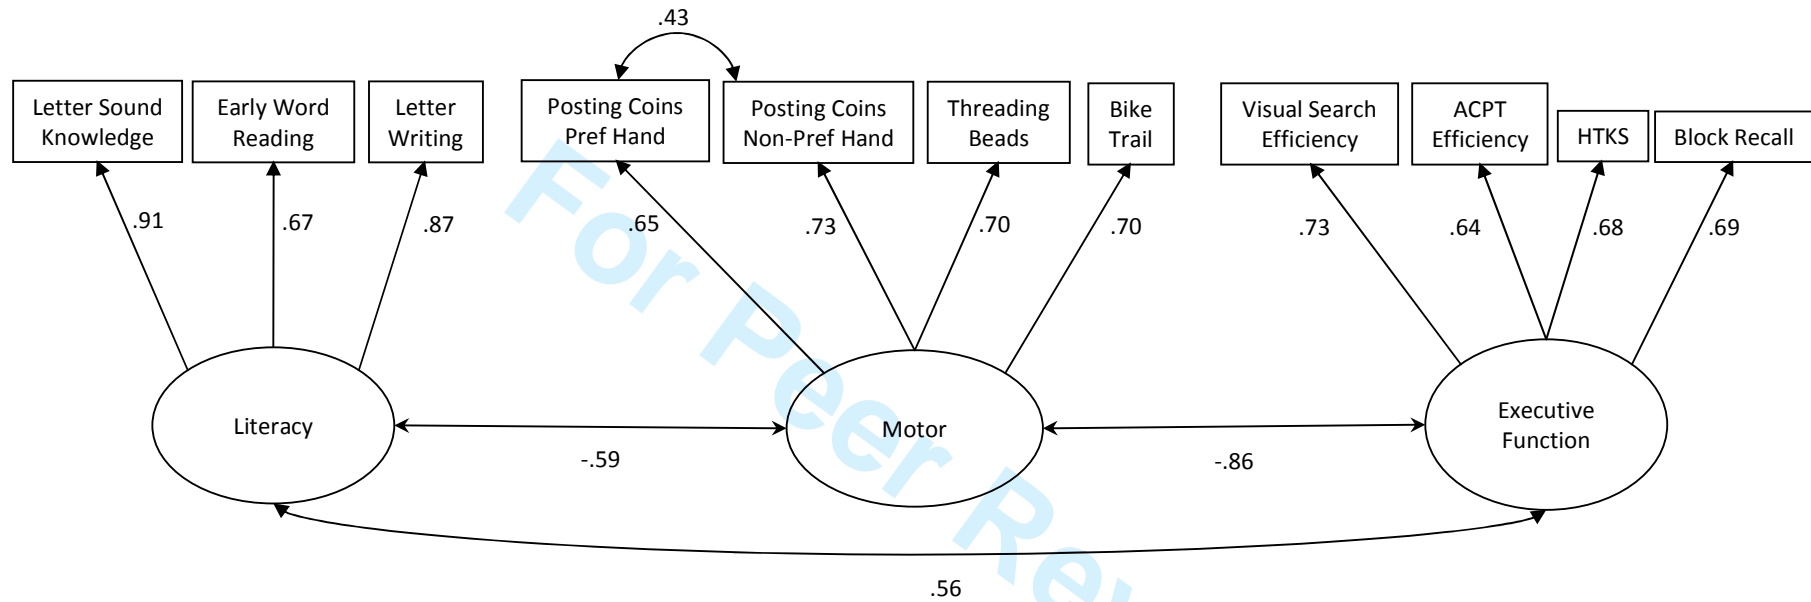 .43
Letter Sound
Knowledge
Early Word
Reading
Letter
Writing
Posting Coins
Pref Hand
Posting Coins
Non-Pref Hand
Threading
Beads
Bike
Trail
Visual Search
Efficiency
ACPT
Efficiency
HTKS
Block Recall
.91
.67
.87
.65
.73
.70
.70
.73
.64
.68
.69
For Peer Rev
Literacy
Motor
Executive
Function
-.59
-.86
.56